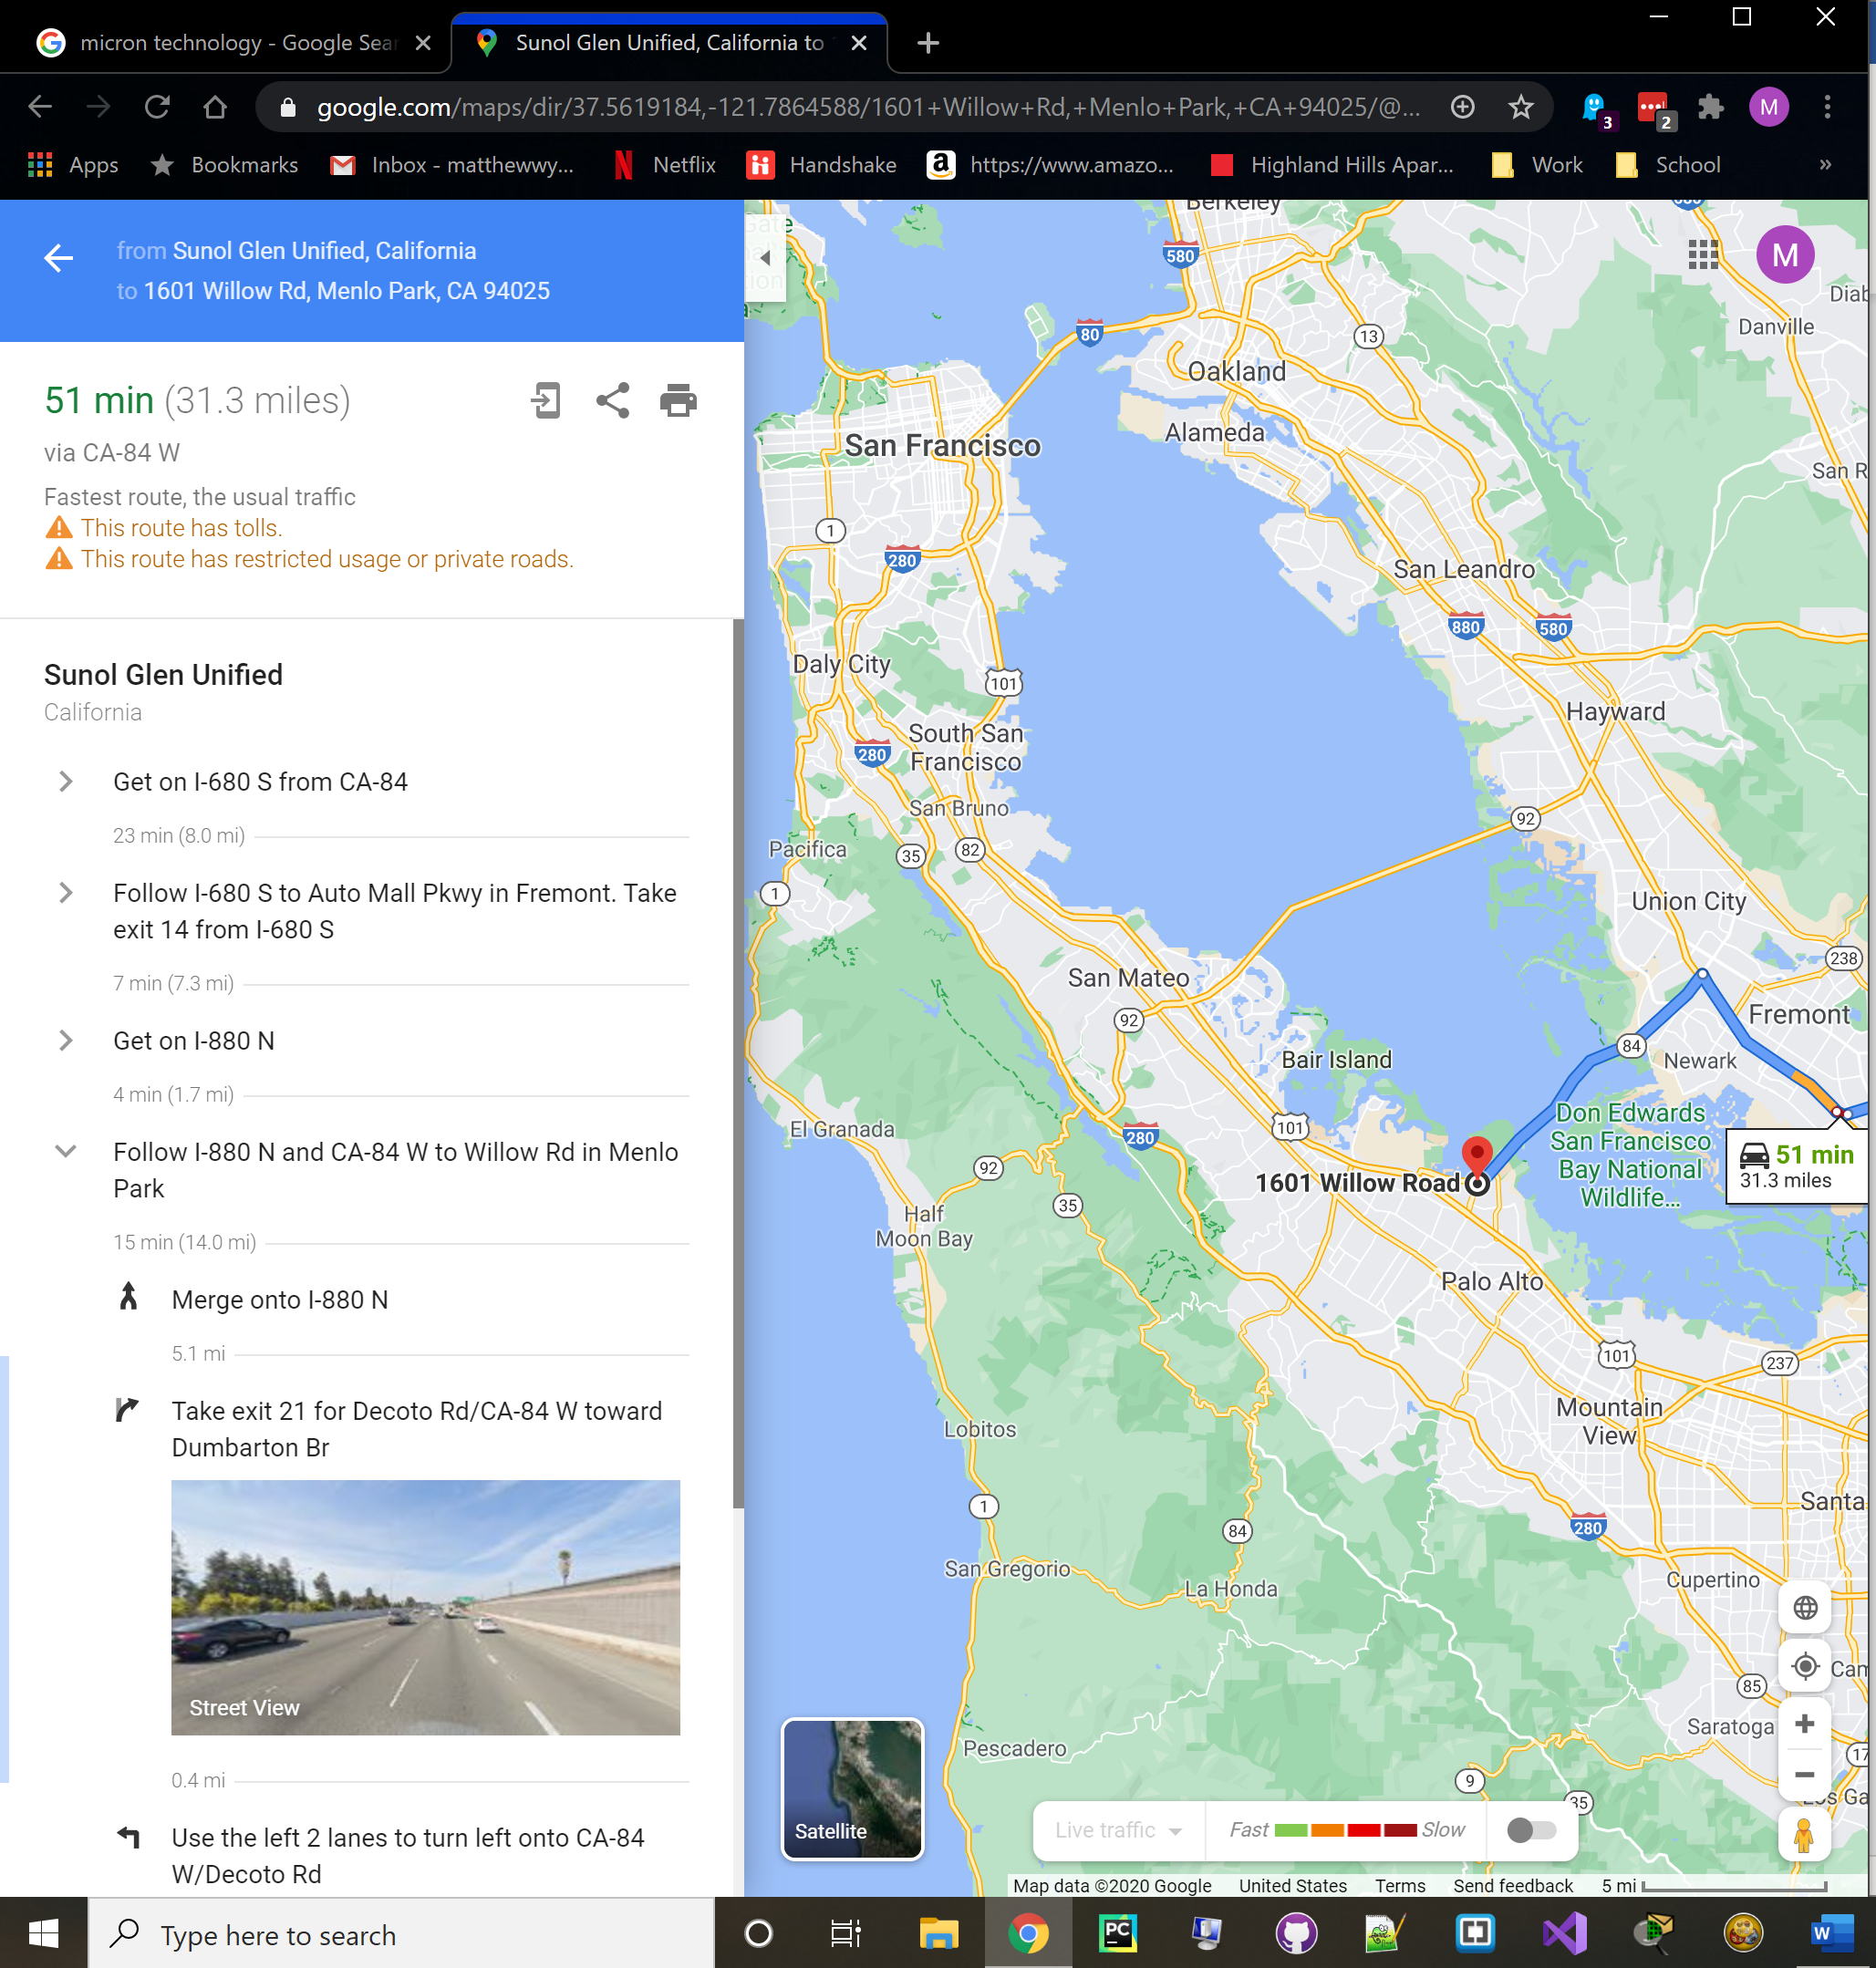 micron technology - Google Sear
Sunol Glen Unified, California to
google.com/maps/dir/37.5619184,-121.7864588/1601+Willow+Rd,+Menlo+Park,+CA+94025/@...
3
2
M
Apps
Bookmarks
Inbox - matthewwy...
Netflix
Handshake
https://www.amazo...
Highland Hills Apar...
Work
School
»
from Sunol Glen Unified, California
to 1601 Willow Rd, Menlo Park, CA 94025
51 min (31.3 miles)
via CA-84 W
Fastest route, the usual traffic
This route has tolls.
This route has restricted usage or private roads.
Sunol Glen Unified
California
Get on I-680 S from CA-84
23 min (8.0 mi)
Follow I-680 S to Auto Mall Pkwy in Fremont. Take
exit 14 from I-680 S
7 min (7.3 mi)
Get on I-880 N
4 min (1.7 mi)
Follow I-880 N and CA-84 W to Willow Rd in Menlo
Park
15 min (14.0 mi)
Merge onto I-880 N
5.1 mi
Take exit 21 for Decoto Rd/CA-84 W toward
Dumbarton Br
Street View
0.4 mi
Use the left 2 lanes to turn left onto CA-84
W/Decoto Rd
Berkeley
580
M
Diab
Danville
80
13
Oakland
Alameda
San Francisco
San R
1
280
San Leandro
880
580
Daly City
101
Hayward
South San
Francisco
280
San Bruno
92
Pacifica
35
82
1
Union City
238
San Mateo
92
Fremont
84
Newark
Bair Island
Don Edwards
San Francisco
Bay National
Wildlife...
101
El Granada
280
51 min
31.3 miles
92
1601 Willow Road
35
Half
Moon Bay
Palo Alto
101
237
Mountain
View
Lobitos
1
Santa
280
84
San Gregorio
La Honda
Cupertino
Cam
85
Saratoga
Pescadero
17
9
35
Los Ga
Satellite
Live traffic
Fast
Slow
Map data ©2020 Google
United States
Terms
Send feedback
5 mi
Type here to search
PC
W